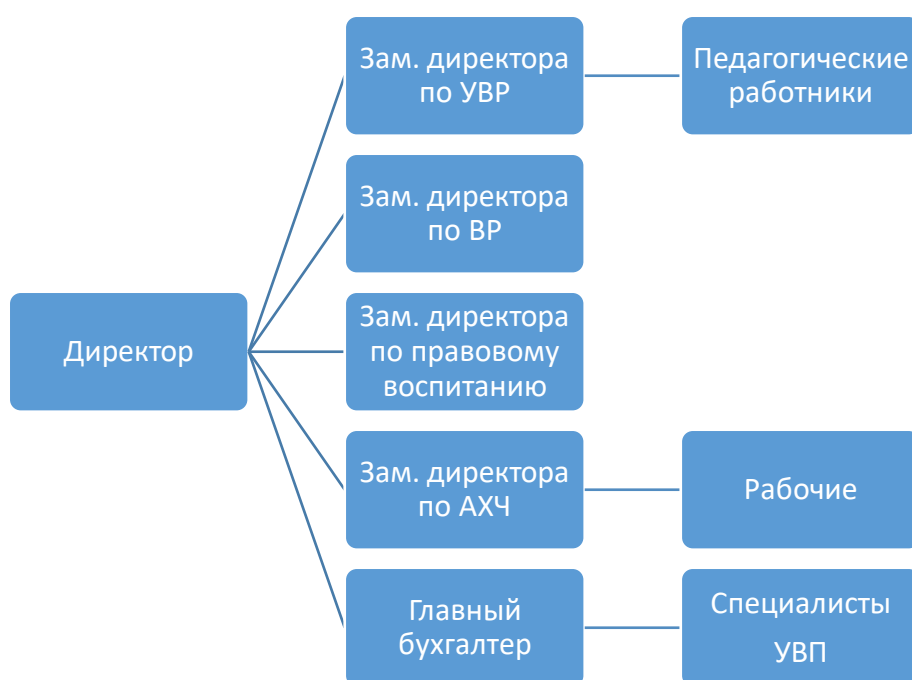 Зам. директора
по УВР
Педагогические
работники
Зам. директора
по ВР
Директор
Зам. директора
по правовому
воспитанию
Зам. директора
по АХЧ
Рабочие
Главный
бухгалтер
Специалисты
УВП